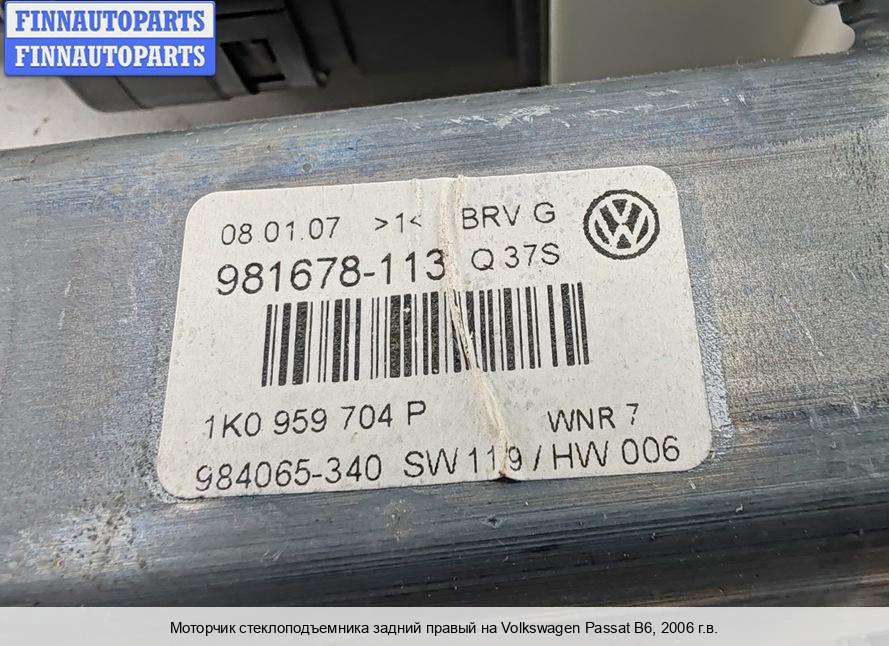 FINNAUTOPARTS
FINNAUTOPARTS
08.01.07 >1< BRV G
981678-113 Q 37S
1K0 959 704 P WNR 7
984065-340 SW 119 / HW 006
Моторчик стеклоподъемника задний правый на Volkswagen Passat B6, 2006 г.в.